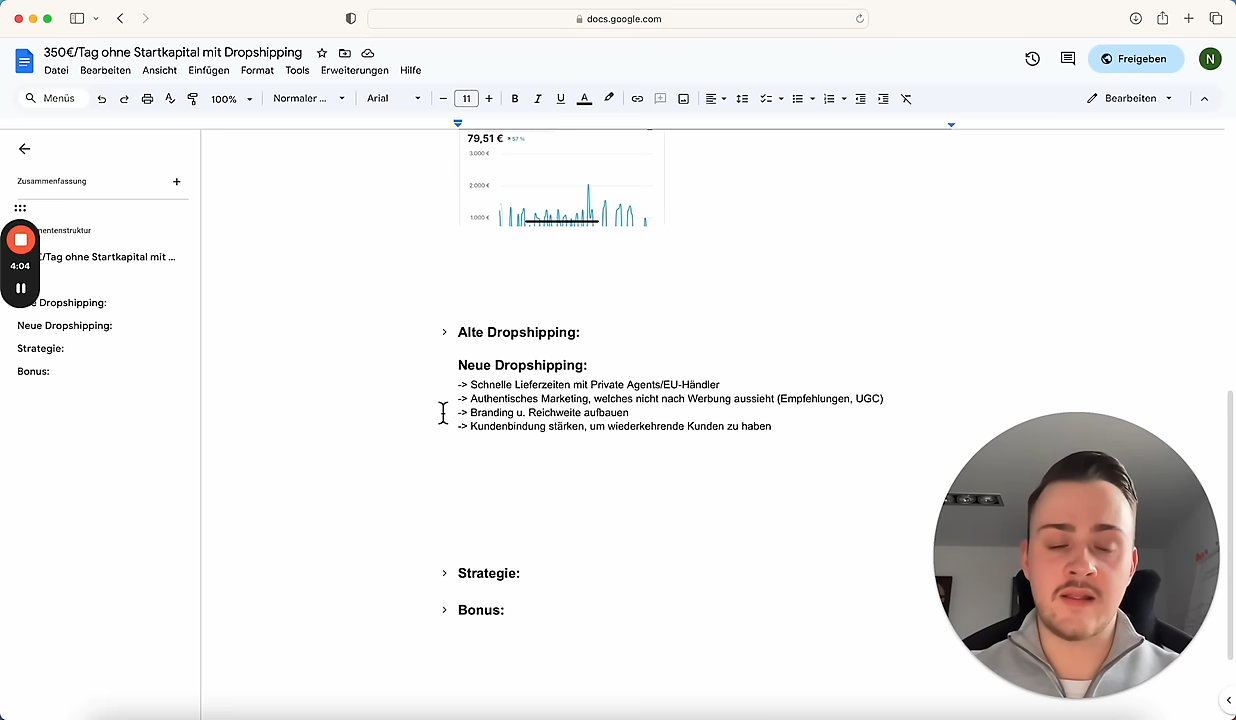 docs.google.com
350€/Tag ohne Startkapital mit Dropshipping
Datei Bearbeiten Ansicht Einfügen Format Tools Erweiterungen Hilfe
Freigeben
N
Menüs
100%
Normaler ...
Arial
11
B I U A
Bearbeiten
79,51 €
57 %
3.000 €
2.000 €
1.000 €
Zusammenfassung
mentenstruktur
€/Tag ohne Startkapital mit ...
e Dropshipping:
Neue Dropshipping:
Strategie:
Bonus:
4:04
Alte Dropshipping:
Neue Dropshipping:
-> Schnelle Lieferzeiten mit Private Agents/EU-Händler
-> Authentisches Marketing, welches nicht nach Werbung aussieht (Empfehlungen, UGC)
-> Branding u. Reichweite aufbauen
-> Kundenbindung stärken, um wiederkehrende Kunden zu haben
Strategie:
Bonus: